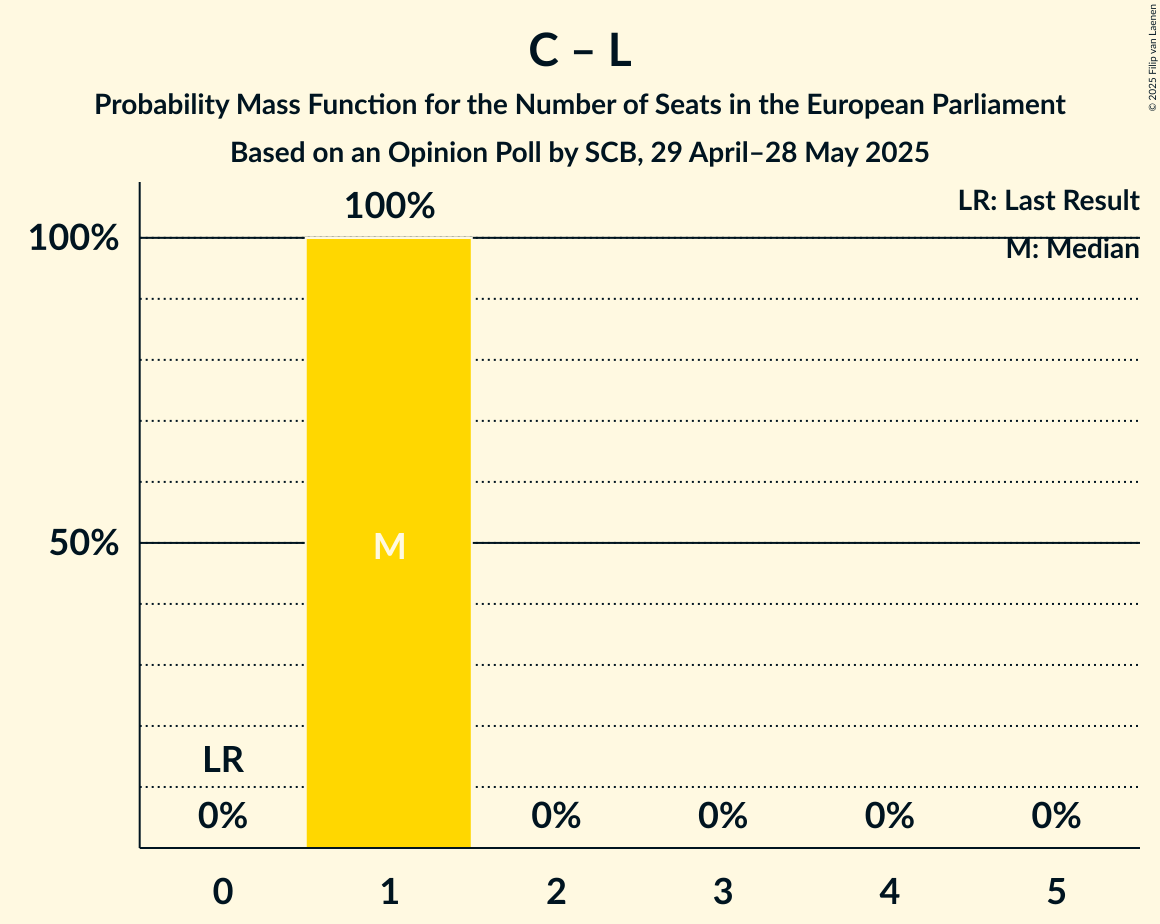 C – L
Probability Mass Function for the Number of Seats in the European Parliament
Based on an Opinion Poll by SCB, 29 April–28 May 2025
© 2025 Filip van Laenen
LR: Last Result
M: Median
100%
100%
50%
M
LR
0%
0%
0%
0%
0%
0
1
2
3
4
5